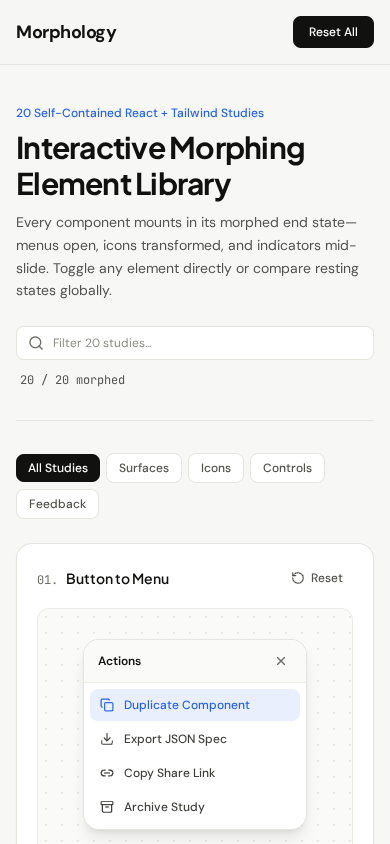 Morphology
Reset All
20 Self-Contained React + Tailwind Studies
Interactive Morphing
Element Library
Every component mounts in its morphed end state—
menus open, icons transformed, and indicators mid-
slide. Toggle any element directly or compare resting
states globally.
Filter 20 studies...
20 / 20 morphed
All Studies
Surfaces
Icons
Controls
Feedback
01. Button to Menu
Reset
Actions
Duplicate Component
Export JSON Spec
Copy Share Link
Archive Study